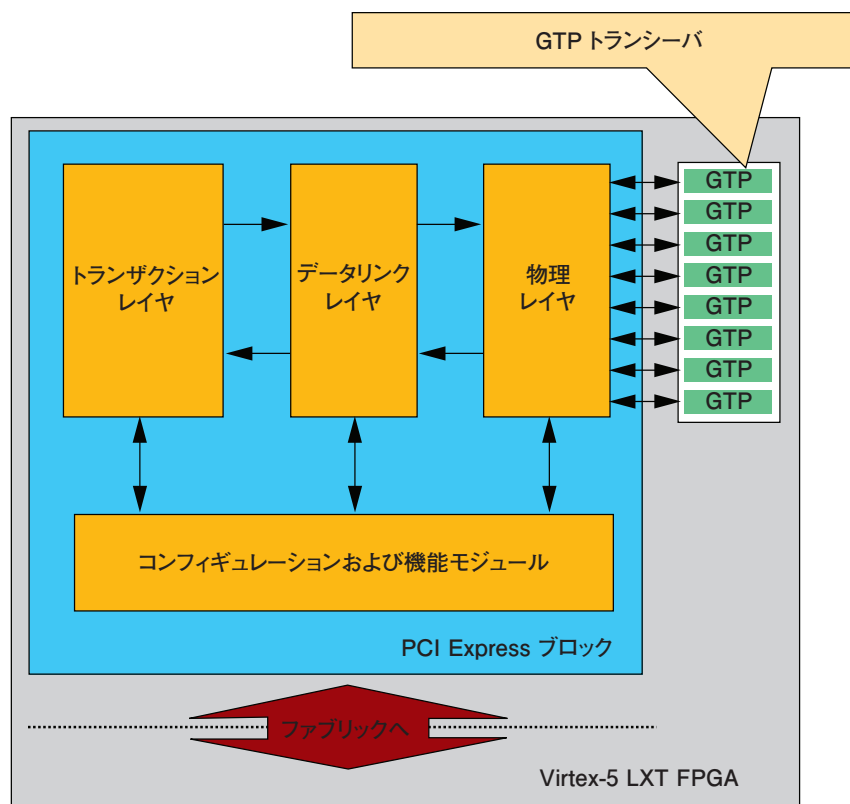 GTP トランシーバ
トランザクション
レイヤ
データリンク
レイヤ
物理
レイヤ
GTP
GTP
GTP
GTP
GTP
GTP
GTP
GTP
コンフィギュレーションおよび機能モジュール
PCI Express ブロック
ファブリックへ
Virtex-5 LXT FPGA